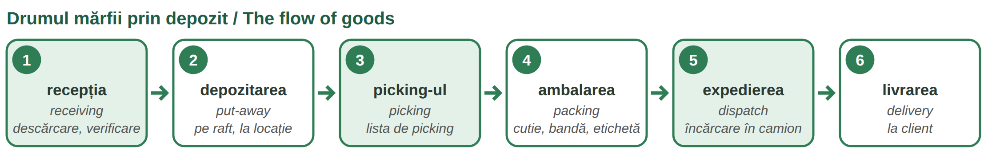 Drumul mărfii prin depozit / The flow of goods
1
recepția
receiving
descărcare, verificare
2
depozitarea
put-away
pe raft, la locație
3
picking-ul
picking
lista de picking
4
ambalarea
packing
cutie, bandă, etichetă
5
expedierea
dispatch
încărcare în camion
6
livrarea
delivery
la client